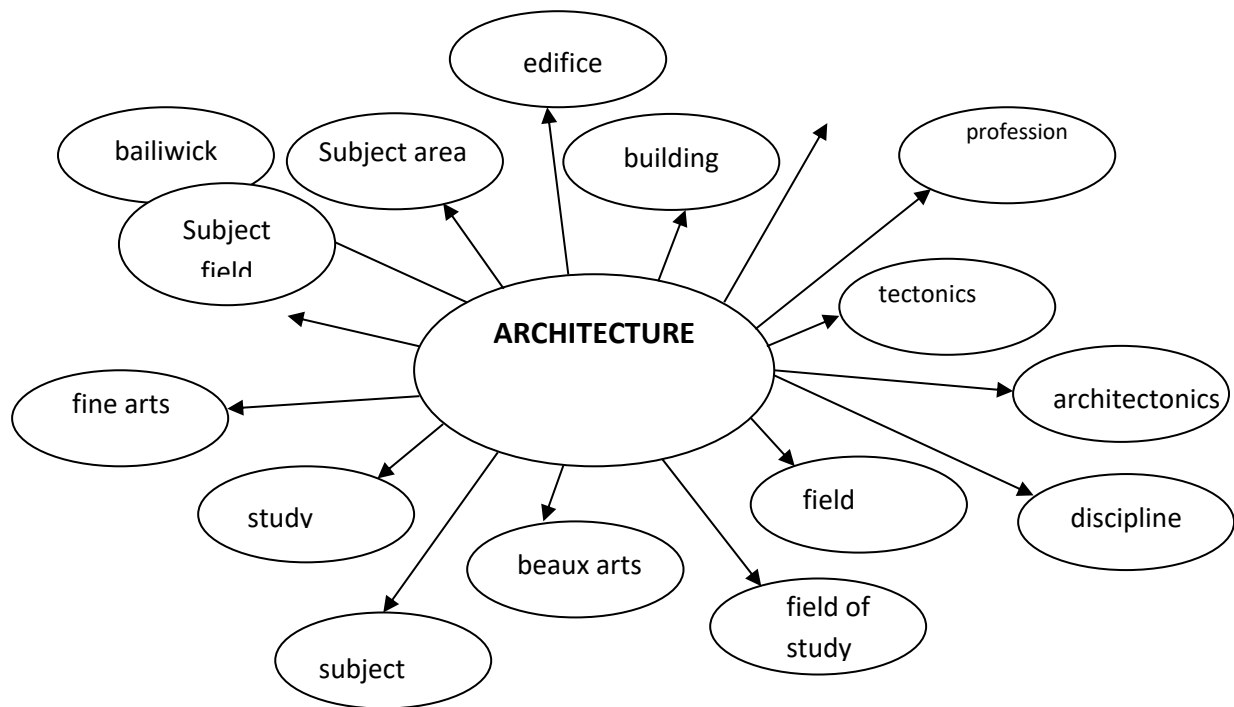 edifice
bailiwick
Subject area
building
profession
Subject
field
tectonics
ARCHITECTURE
fine arts
architectonics
study
field
discipline
beaux arts
field of
study
subject